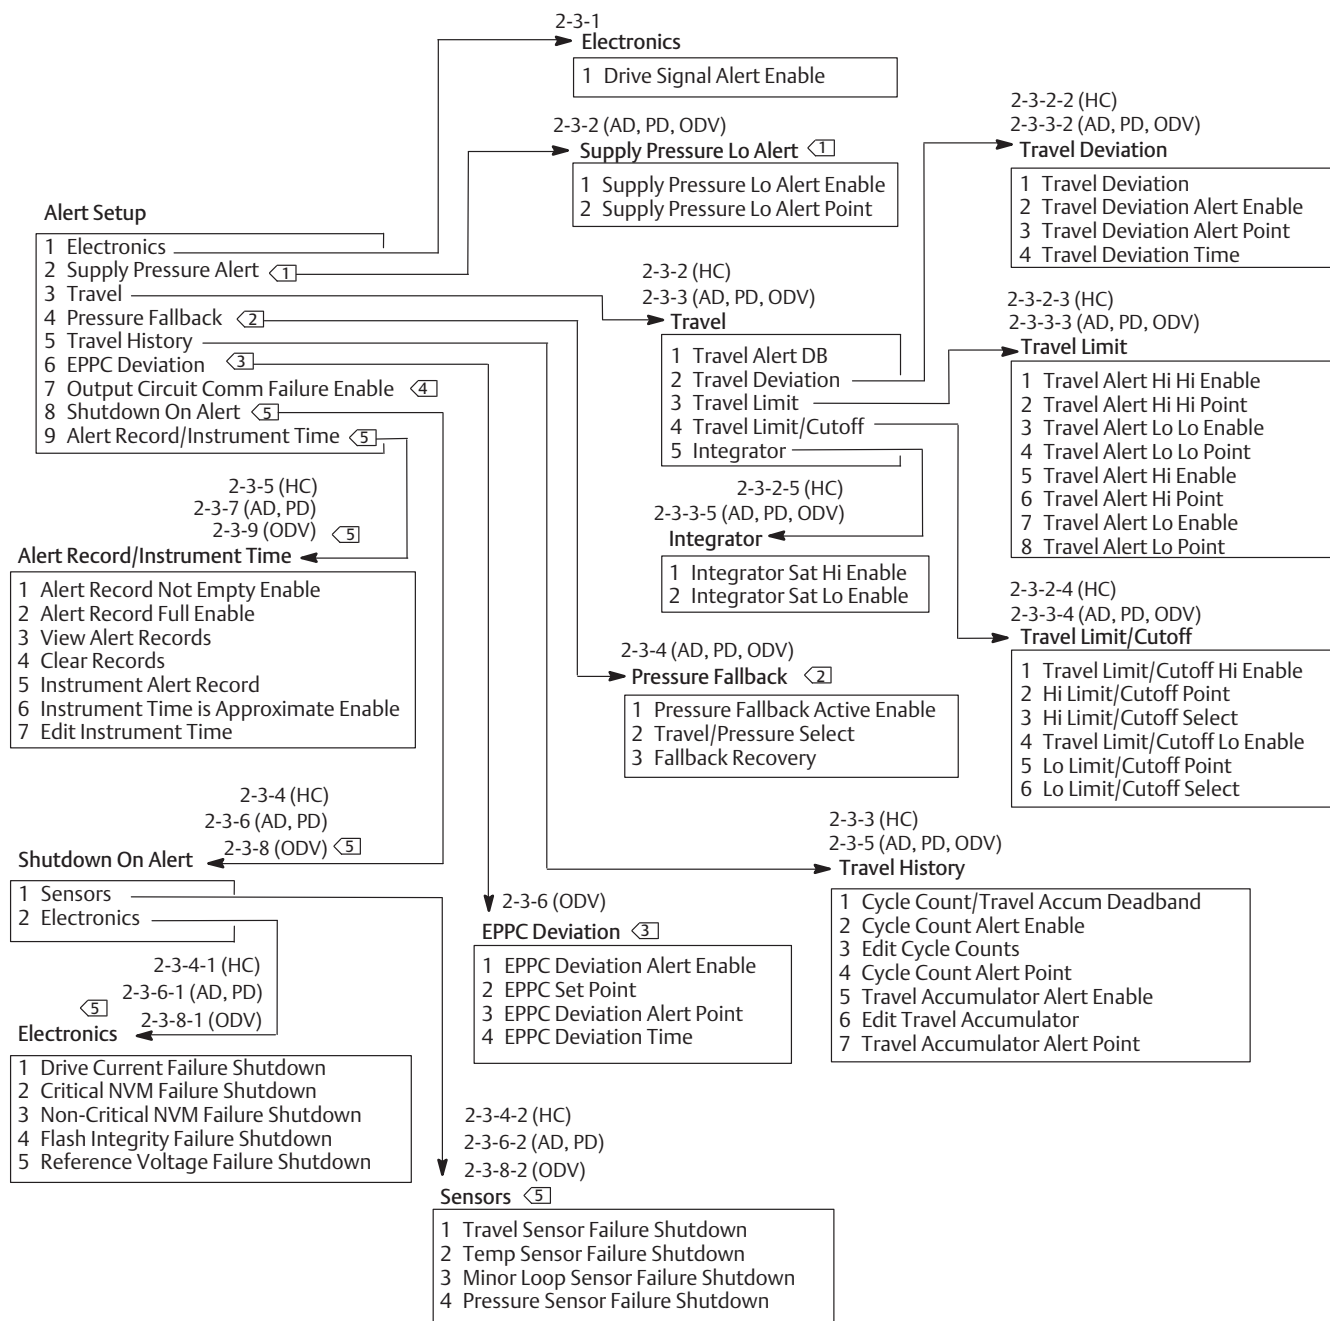 2-3-1
Electronics
1 Drive Signal Alert Enable
2-3-2 (AD, PD, ODV)
Supply Pressure Lo Alert 1
1 Supply Pressure Lo Alert Enable
2 Supply Pressure Lo Alert Point
2-3-2-2 (HC)
2-3-3-2 (AD, PD, ODV)
Travel Deviation
1 Travel Deviation
2 Travel Deviation Alert Enable
3 Travel Deviation Alert Point
4 Travel Deviation Time
Alert Setup
1 Electronics
2 Supply Pressure Alert 1
3 Travel
4 Pressure Fallback 2
5 Travel History
6 EPPC Deviation 3
7 Output Circuit Comm Failure Enable 4
8 Shutdown On Alert 5
9 Alert Record/Instrument Time 5
2-3-2 (HC)
2-3-3 (AD, PD, ODV)
Travel
1 Travel Alert DB
2 Travel Deviation
3 Travel Limit
4 Travel Limit/Cutoff
5 Integrator
2-3-2-3 (HC)
2-3-3-3 (AD, PD, ODV)
Travel Limit
1 Travel Alert Hi Hi Enable
2 Travel Alert Hi Hi Point
3 Travel Alert Lo Lo Enable
4 Travel Alert Lo Lo Point
5 Travel Alert Hi Enable
6 Travel Alert Hi Point
7 Travel Alert Lo Enable
8 Travel Alert Lo Point
2-3-5 (HC)
2-3-7 (AD, PD)
2-3-9 (ODV) 5
Alert Record/Instrument Time
1 Alert Record Not Empty Enable
2 Alert Record Full Enable
3 View Alert Records
4 Clear Records
5 Instrument Alert Record
6 Instrument Time is Approximate Enable
7 Edit Instrument Time
2-3-2-5 (HC)
2-3-3-5 (AD, PD, ODV)
Integrator
1 Integrator Sat Hi Enable
2 Integrator Sat Lo Enable
2-3-2-4 (HC)
2-3-3-4 (AD, PD, ODV)
Travel Limit/Cutoff
1 Travel Limit/Cutoff Hi Enable
2 Hi Limit/Cutoff Point
3 Hi Limit/Cutoff Select
4 Travel Limit/Cutoff Lo Enable
5 Lo Limit/Cutoff Point
6 Lo Limit/Cutoff Select
2-3-4 (AD, PD, ODV)
Pressure Fallback 2
1 Pressure Fallback Active Enable
2 Travel/Pressure Select
3 Fallback Recovery
2-3-4 (HC)
2-3-6 (AD, PD)
2-3-8 (ODV) 5
Shutdown On Alert
1 Sensors
2 Electronics
2-3-3 (HC)
2-3-5 (AD, PD, ODV)
Travel History
1 Cycle Count/Travel Accum Deadband
2 Cycle Count Alert Enable
3 Edit Cycle Counts
4 Cycle Count Alert Point
5 Travel Accumulator Alert Enable
6 Edit Travel Accumulator
7 Travel Accumulator Alert Point
2-3-6 (ODV)
EPPC Deviation 3
1 EPPC Deviation Alert Enable
2 EPPC Set Point
3 EPPC Deviation Alert Point
4 EPPC Deviation Time
2-3-4-1 (HC)
2-3-6-1 (AD, PD)
5
2-3-8-1 (ODV)
Electronics
1 Drive Current Failure Shutdown
2 Critical NVM Failure Shutdown
3 Non-Critical NVM Failure Shutdown
4 Flash Integrity Failure Shutdown
5 Reference Voltage Failure Shutdown
2-3-4-2 (HC)
2-3-6-2 (AD, PD)
2-3-8-2 (ODV)
Sensors 5
1 Travel Sensor Failure Shutdown
2 Temp Sensor Failure Shutdown
3 Minor Loop Sensor Failure Shutdown
4 Pressure Sensor Failure Shutdown